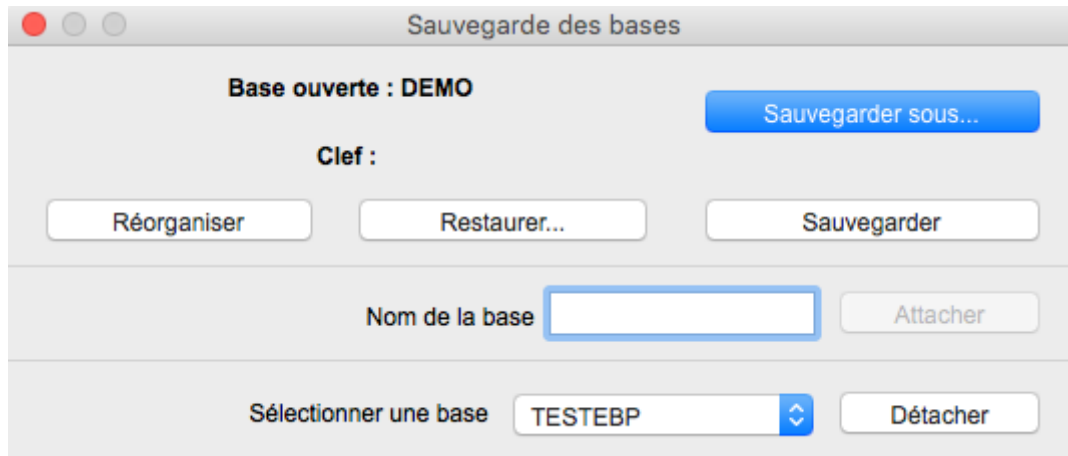 Sauvegarde des bases
Base ouverte : DEMO
Sauvegarder sous...
Clef :
Réorganiser
Restaurer...
Sauvegarder
Nom de la base
Attacher
Sélectionner une base
TESTEBP
Détacher